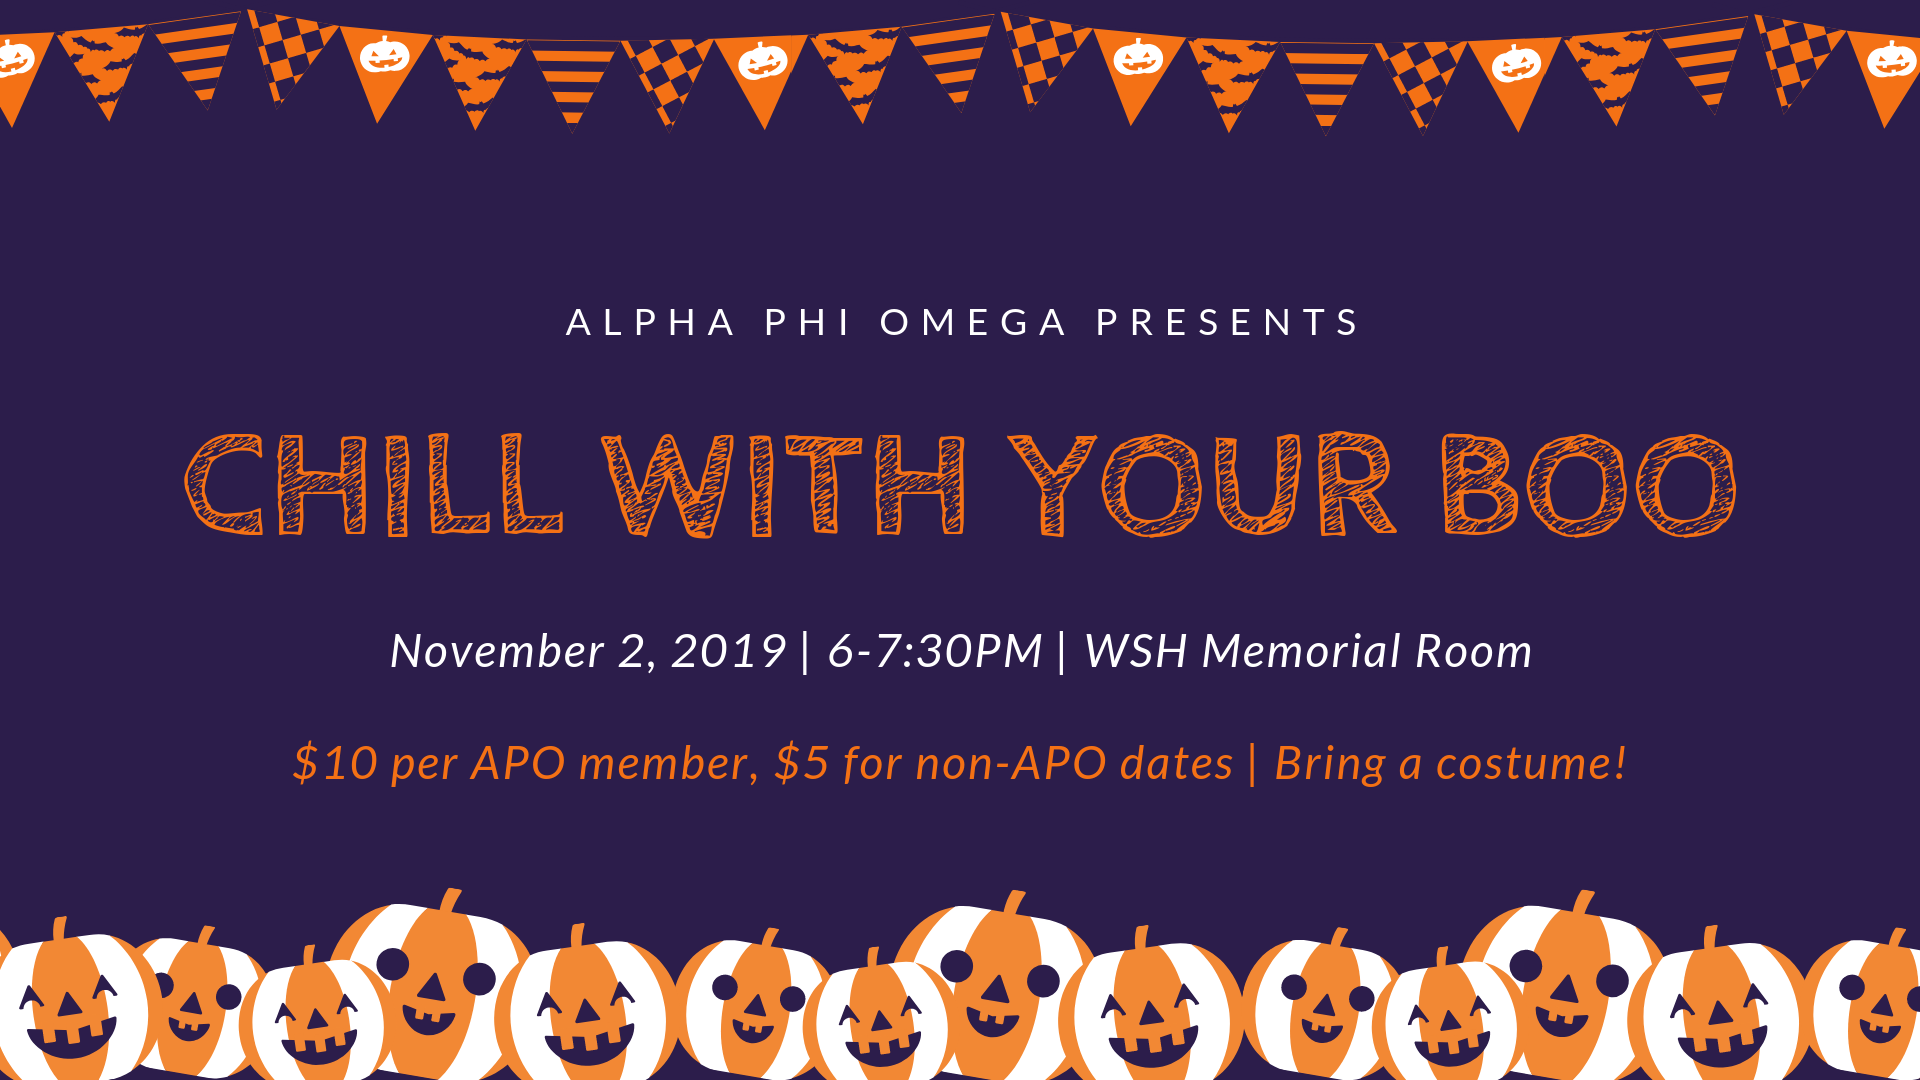 ALPHA PHI OMEGA PRESENTS
CHILL WITH YOUR BOO
November 2, 2019 | 6-7:30PM | WSH Memorial Room
$10 per APO member, $5 for non-APO dates | Bring a costume!